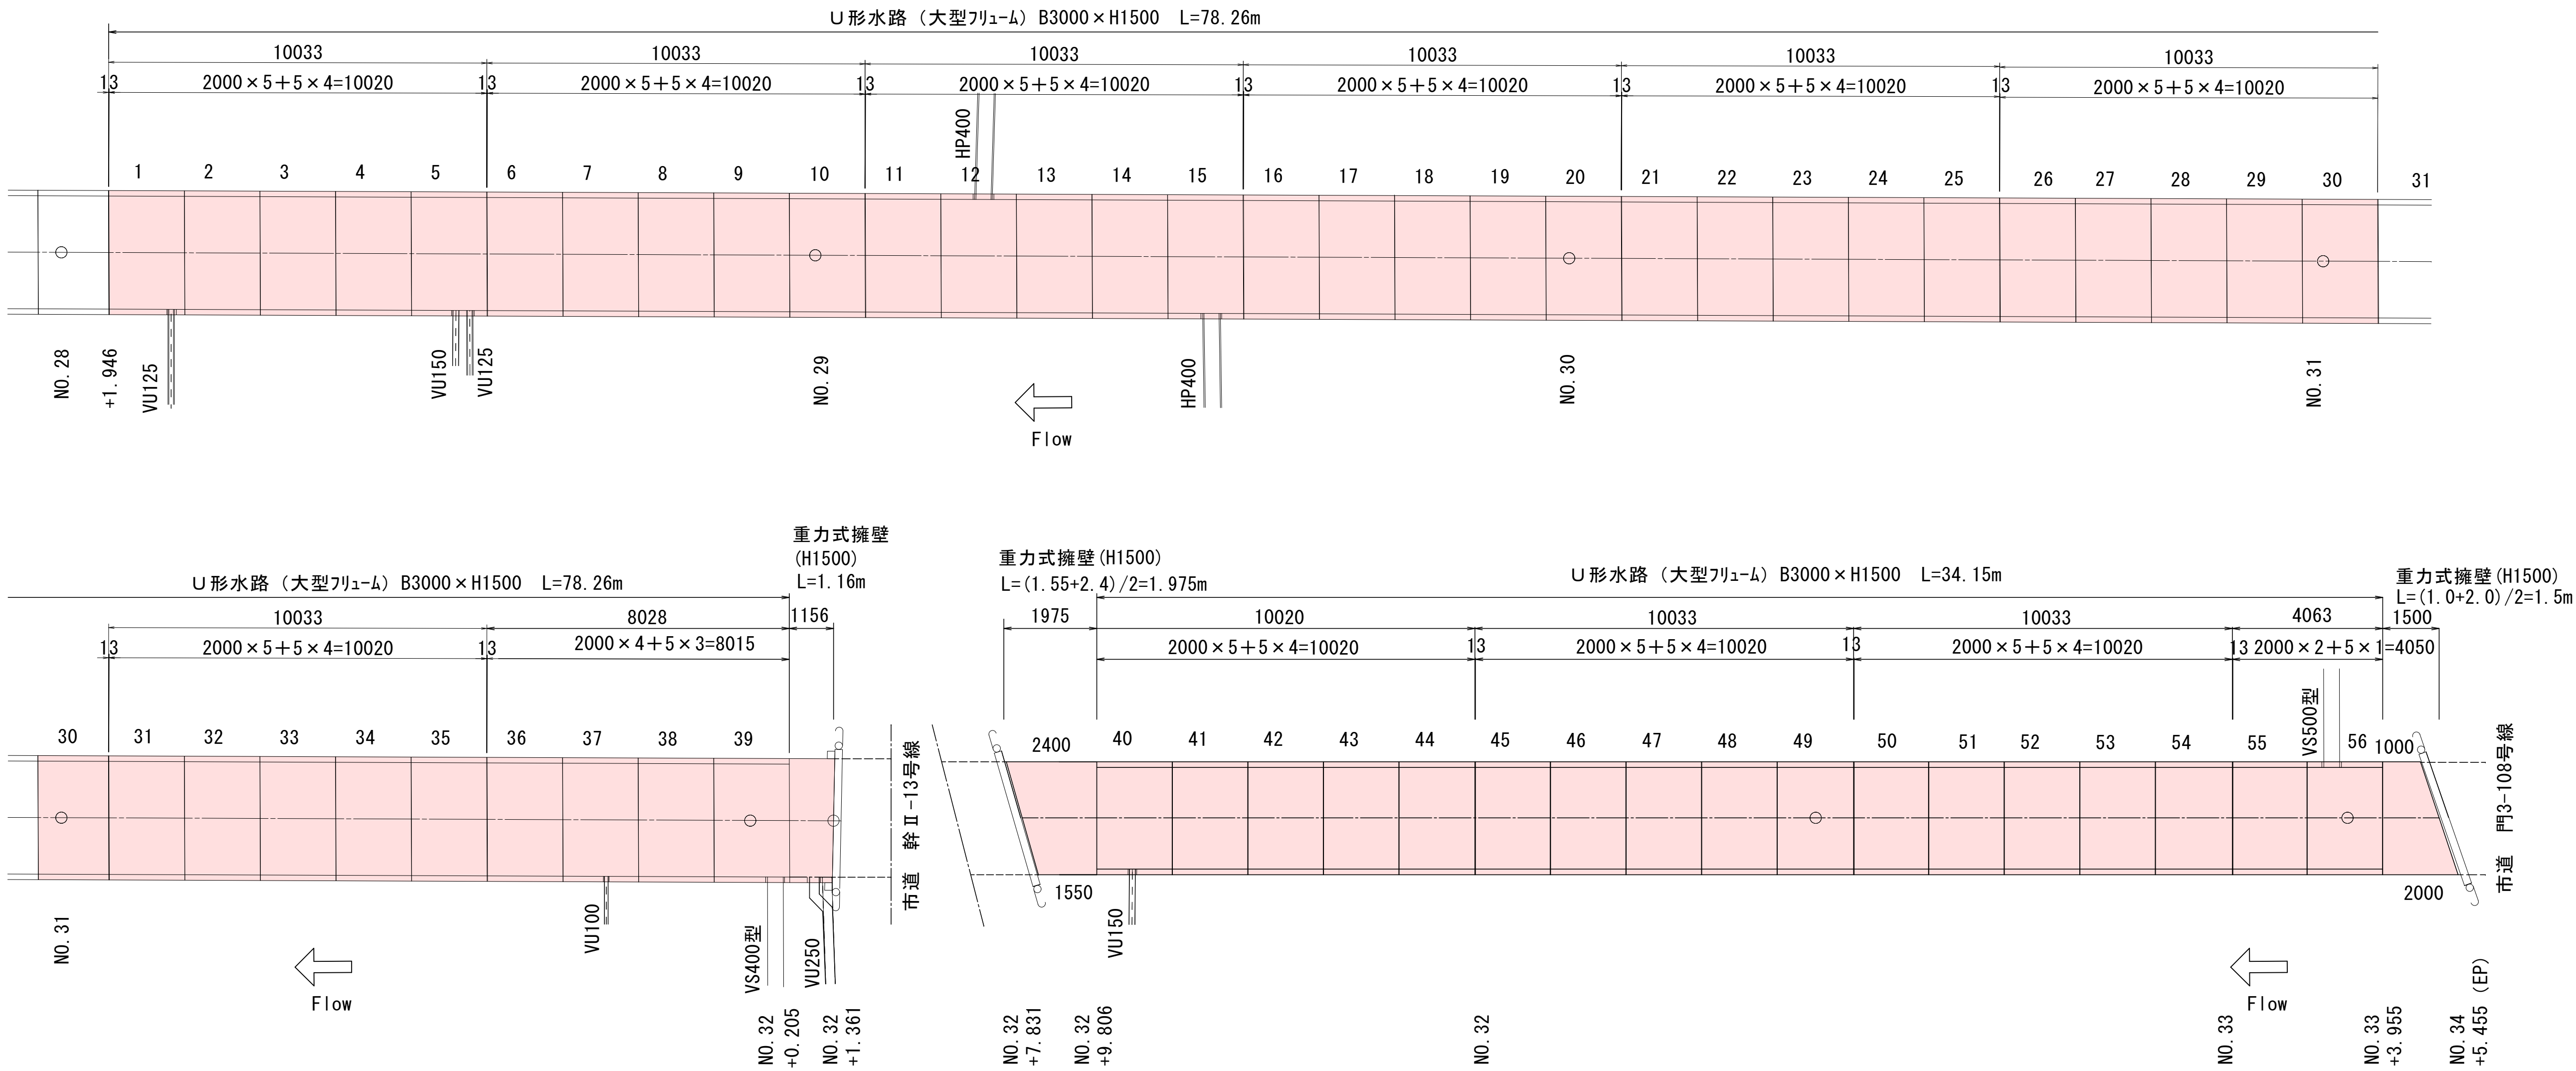 U形水路（大型ﾌﾘｭｰﾑ）B3000×H1500　L=78.26m
10033 10033 10033 10033 10033 10033
13 2000×5＋5×4=10020 13 2000×5＋5×4=10020 13 2000×5＋5×4=10020 13 2000×5＋5×4=10020 13 2000×5＋5×4=10020 13 2000×5＋5×4=10020
HP400
1 2 3 4 5 6 7 8 9 10 11 12 13 14 15 16 17 18 19 20 21 22 23 24 25 26 27 28 29 30 31
NO.28
+1.946
VU125
VU150
VU125
NO.29
HP400
NO.30
NO.31
Flow
重力式擁壁
(H1500)
L=1.16m
重力式擁壁(H1500)
L=(1.55+2.4)/2=1.975m
U形水路（大型ﾌﾘｭｰﾑ）B3000×H1500　L=78.26m
U形水路（大型ﾌﾘｭｰﾑ）B3000×H1500　L=34.15m
重力式擁壁(H1500)
L=(1.0+2.0)/2=1.5m
10033 8028 1156 1975 10020 10033 10033 4063 1500
13 2000×5＋5×4=10020 13 2000×4＋5×3=8015 2000×5＋5×4=10020 13 2000×5＋5×4=10020 13 2000×5＋5×4=10020 13 2000×2＋5×1=4050
VS500型
30 31 32 33 34 35 36 37 38 39 2400 40 41 42 43 44 45 46 47 48 49 50 51 52 53 54 55 56 1000
市道　幹Ⅱ-13号線
市道　門3-108号線
1550
2000
NO.31
VU100
VS400型
VU250
VU150
Flow
Flow
NO.32
+0.205
NO.32
+1.361
NO.32
+7.831
NO.32
+9.806
NO.32
NO.33
NO.33
+3.955
NO.34
+5.455（EP）